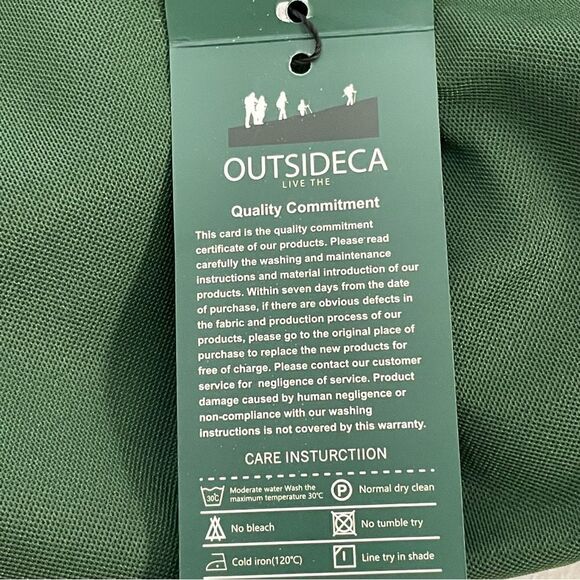 OUTSIDECA
LIVE THE
Quality Commitment
This card is the quality commitment
certificate of our products. Please read
carefully the washing and maintenance
instructions and material introduction of our
products. Within seven days from the date
of purchase, if there are obvious defects in
the fabric and production process of our
products, please go to the original place of
purchase to replace the new products for
free of charge. Please contact our customer
service for negligence of service. Product
damage caused by human negligence or
non-compliance with our washing
instructions is not covered by this warranty.
CARE INSTURCTIION
30C Moderate water Wash the maximum temperature 30℃
P Normal dry clean
No bleach
No tumble try
Cold iron(120℃)
Line try in shade